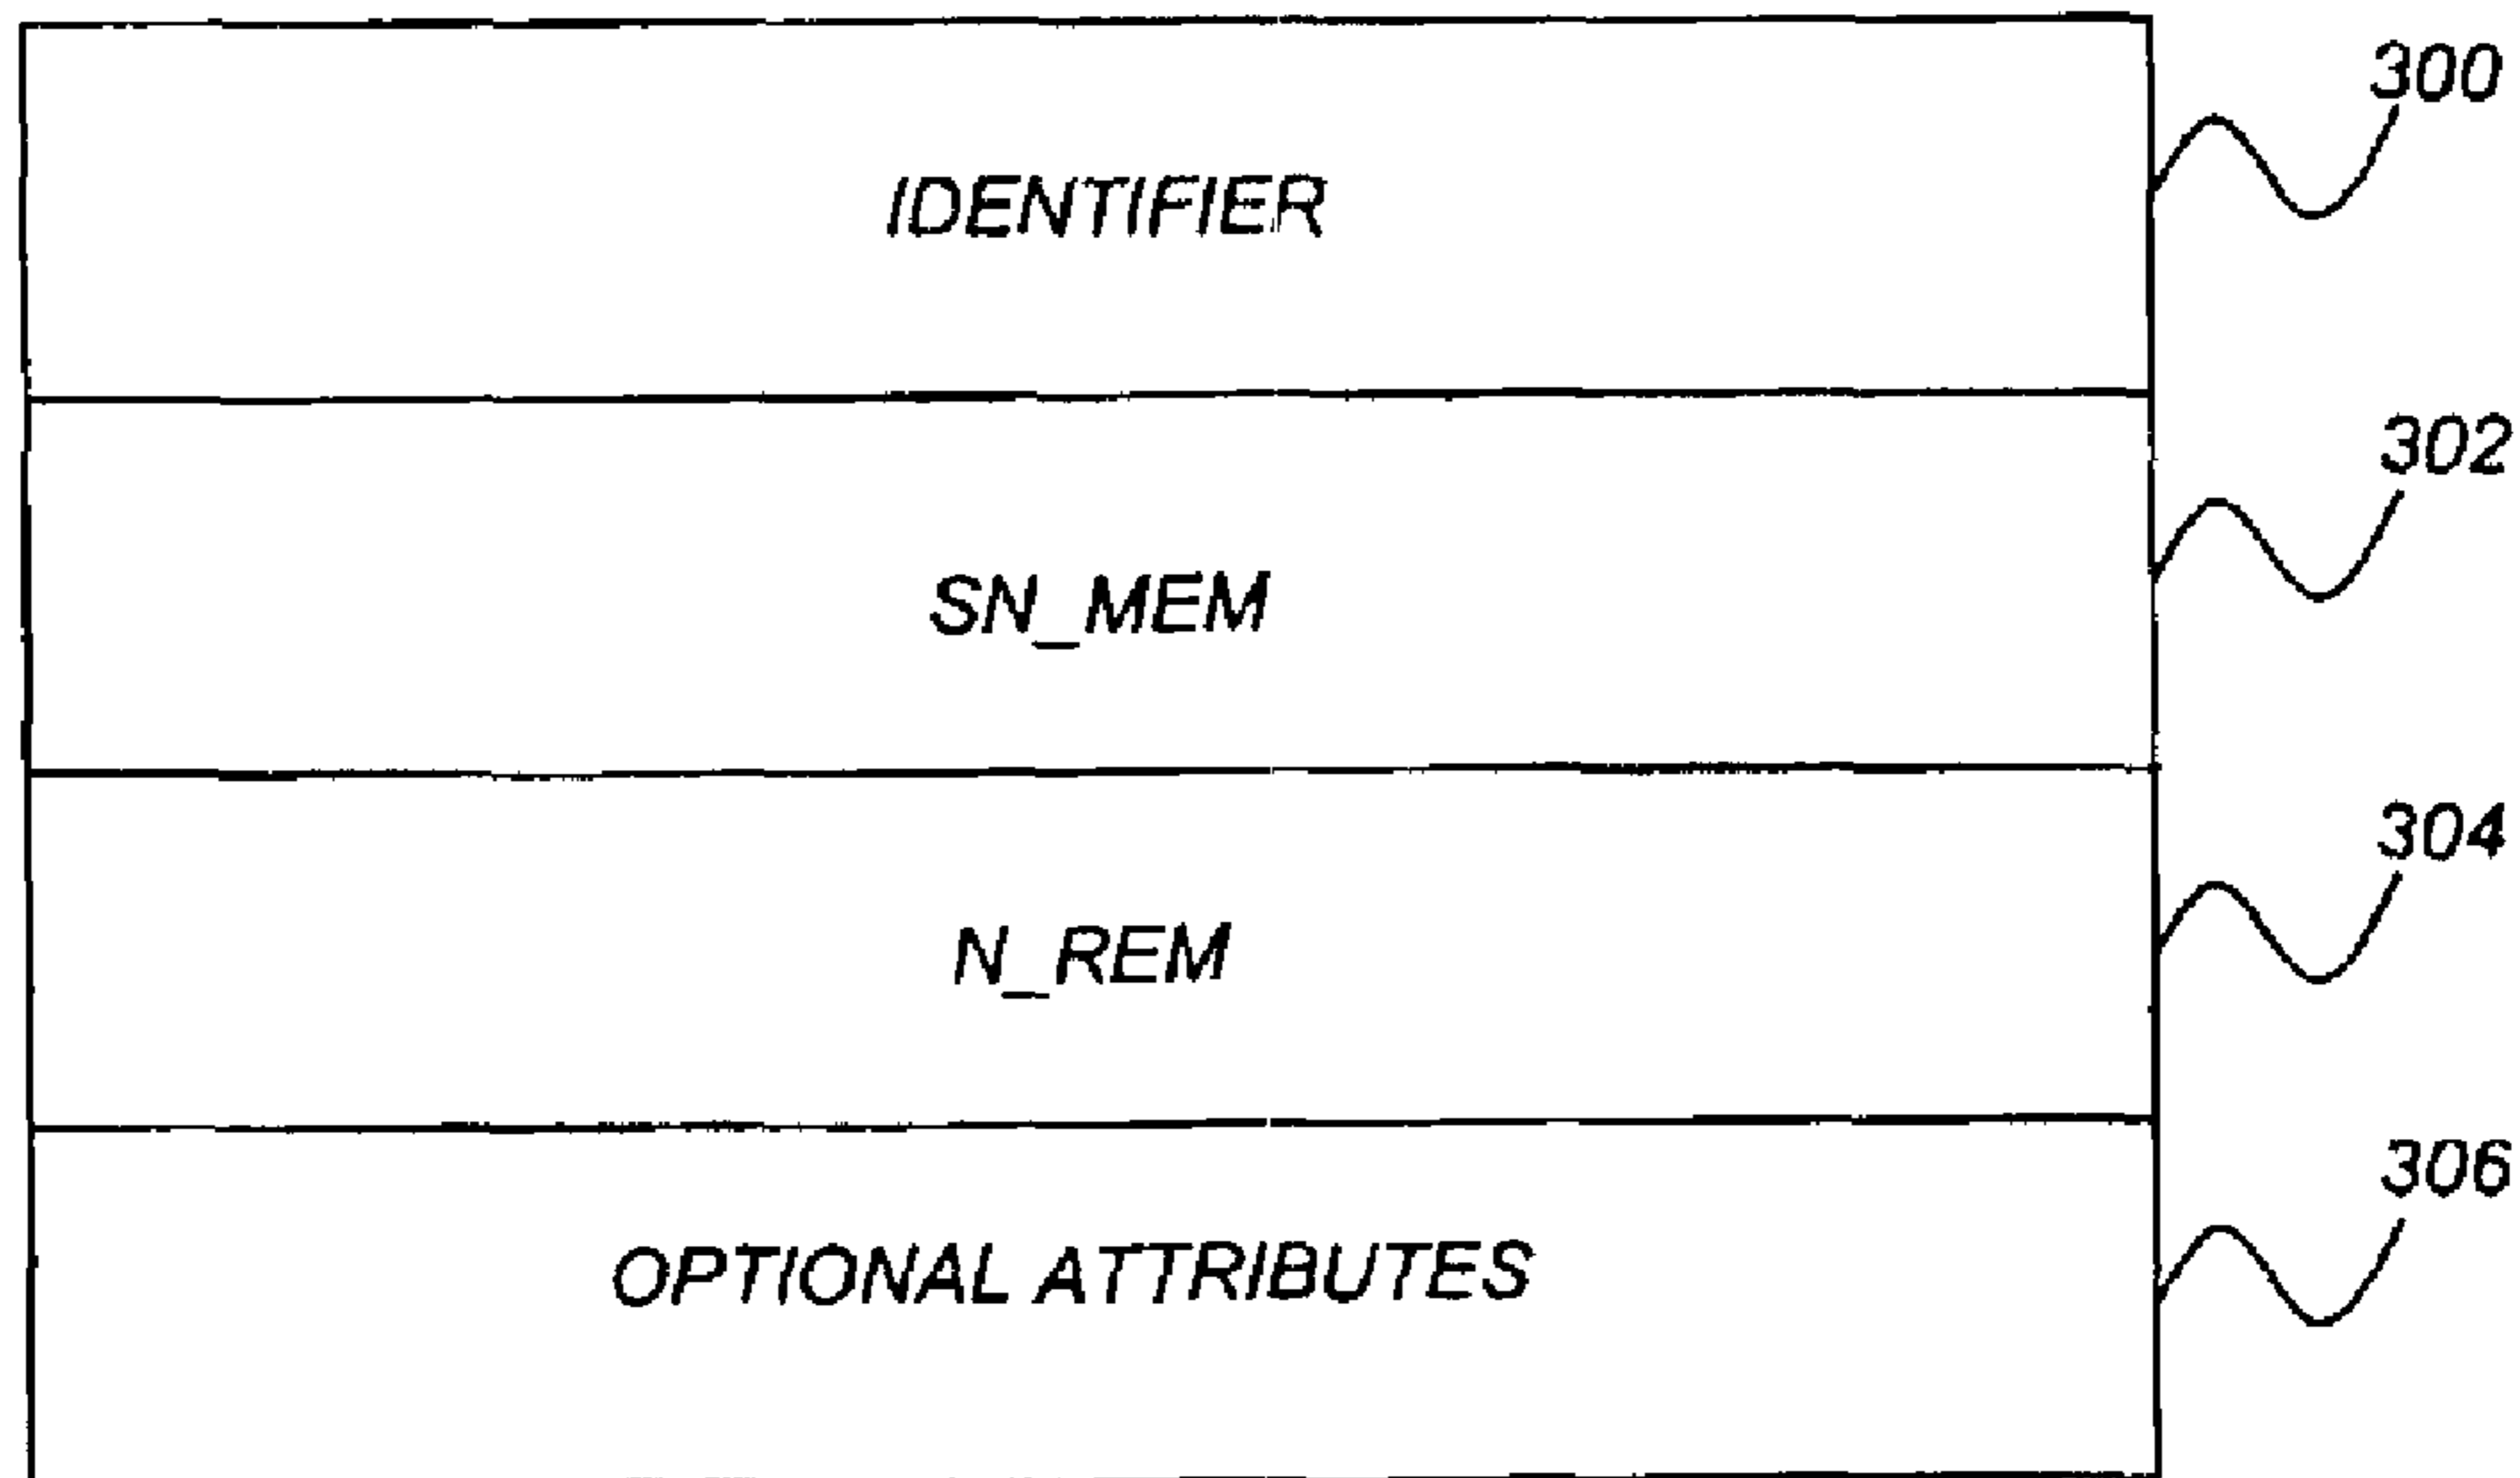 300
IDENTIFIER
302
SN_MEM
304
N_REM
306
OPTIONAL ATTRIBUTES